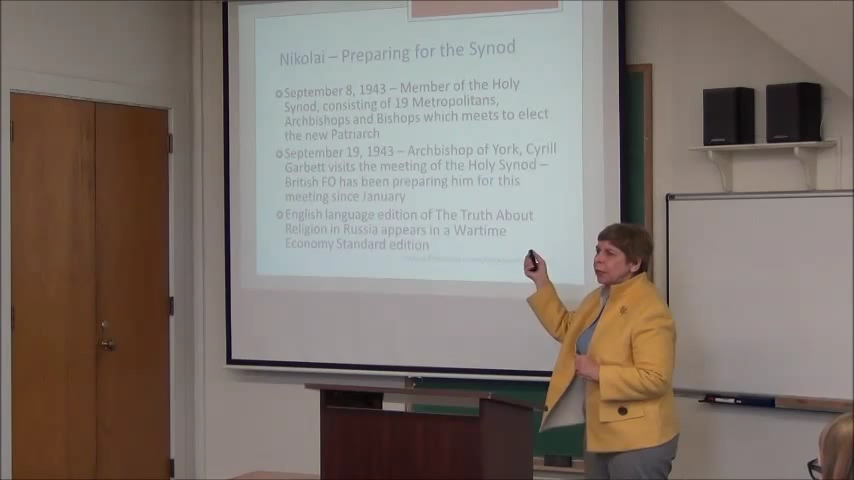 Nikolai – Preparing for the Synod
September 8, 1943 – Member of the Holy
Synod, consisting of 19 Metropolitans,
Archbishops and Bishops which meets to elect
the new Patriarch
September 19, 1943 – Archbishop of York, Cyrill
Garbett visits the meeting of the Holy Synod –
British FO has been preparing him for this
meeting since January
English language edition of The Truth About
Religion in Russia appears in a Wartime
Economy Standard edition